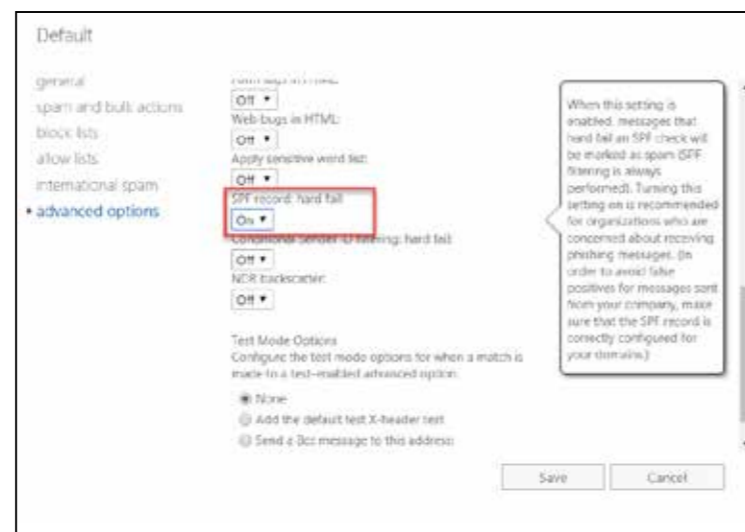 Default
general
spam and bulk actions
block lists
allow lists
international spam
advanced options
Off
Web bugs in HTML:
Off
Apply sensitive word list:
Off
SPF record: hard fail
On
Conditional Sender ID filtering: hard fail:
Off
NDR backscatter:
Off
Test Mode Options
Configure the test mode options for when a match is
made to a test-enabled advanced option.
None
Add the default test X-header text
Send a Bcc message to this address:
When this setting is
enabled, messages that
hard fail an SPF check will
be marked as spam (SPF
filtering is always
performed). Turning this
setting on is recommended
for organizations who are
concerned about receiving
phishing messages. (In
order to avoid false
positives for messages sent
from your company, make
sure that the SPF record is
correctly configured for
your domains.)
Save
Cancel